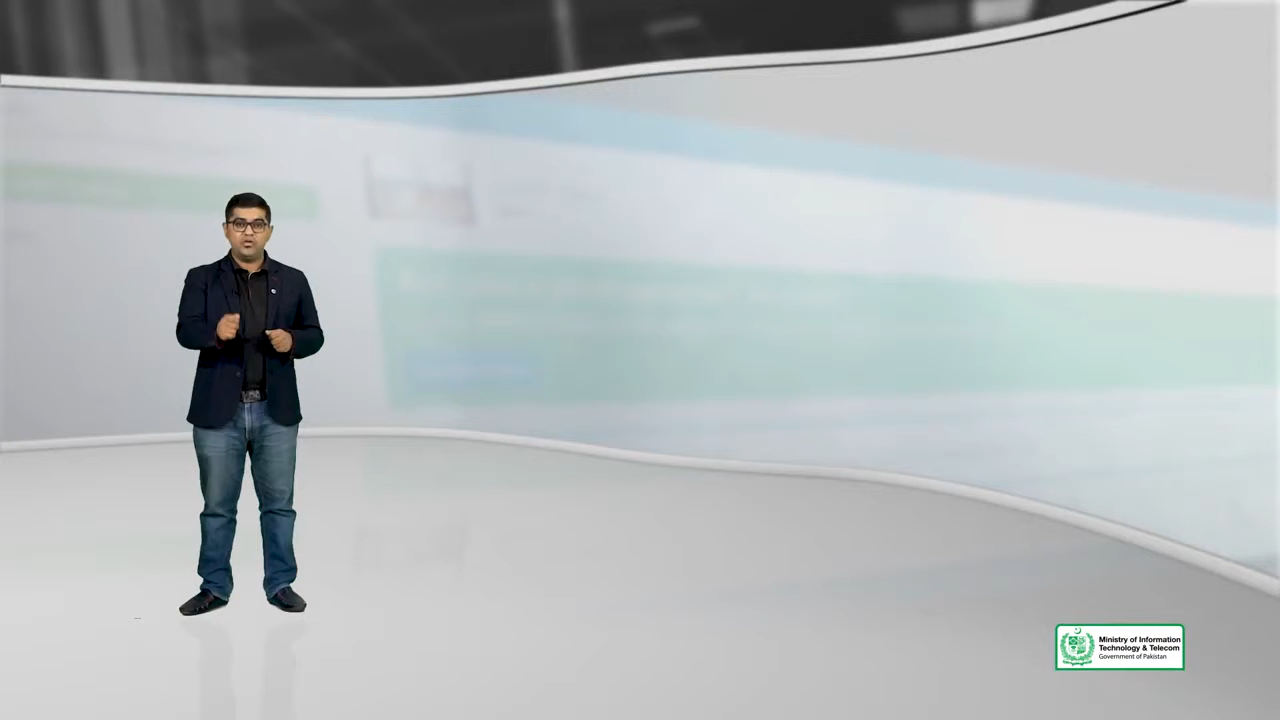 Ministry of Information
Technology & Telecom
Government of Pakistan